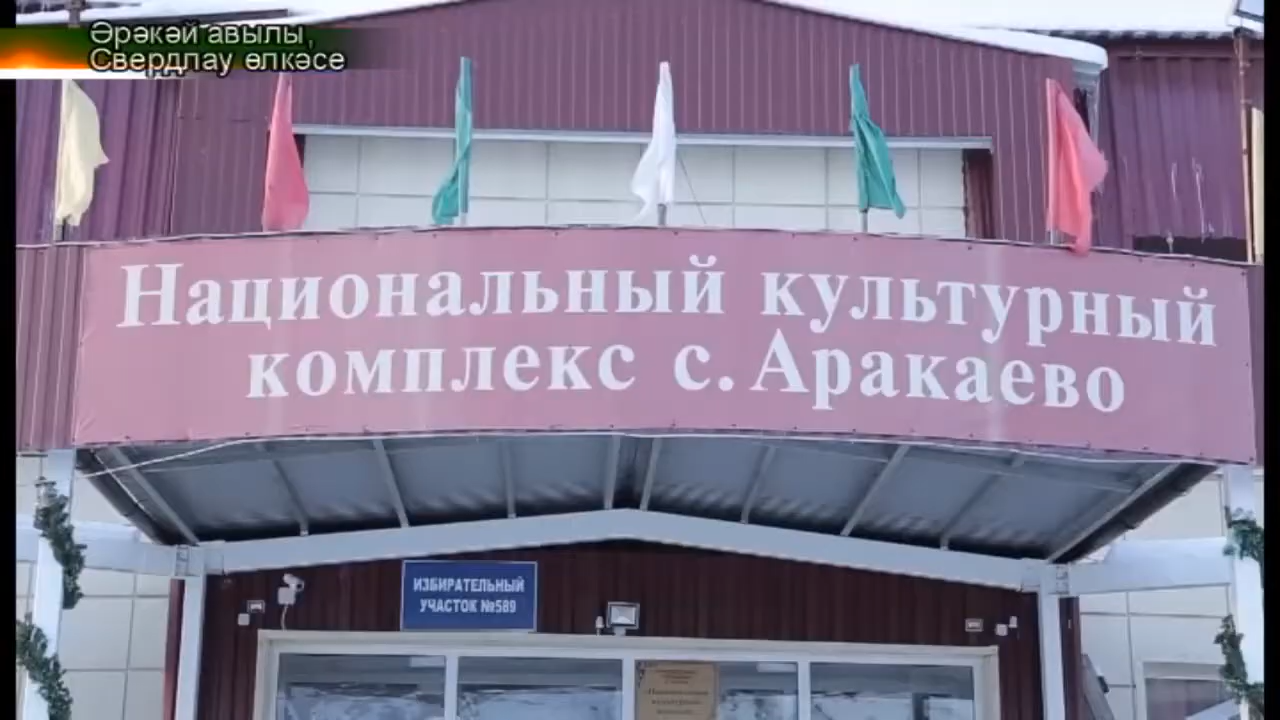 Әрәкәй авылы,
Свердлау өлкәсе
Национальный культурный
комплекс с. Аракаево
ИЗБИРАТЕЛЬНЫЙ
УЧАСТОК №589